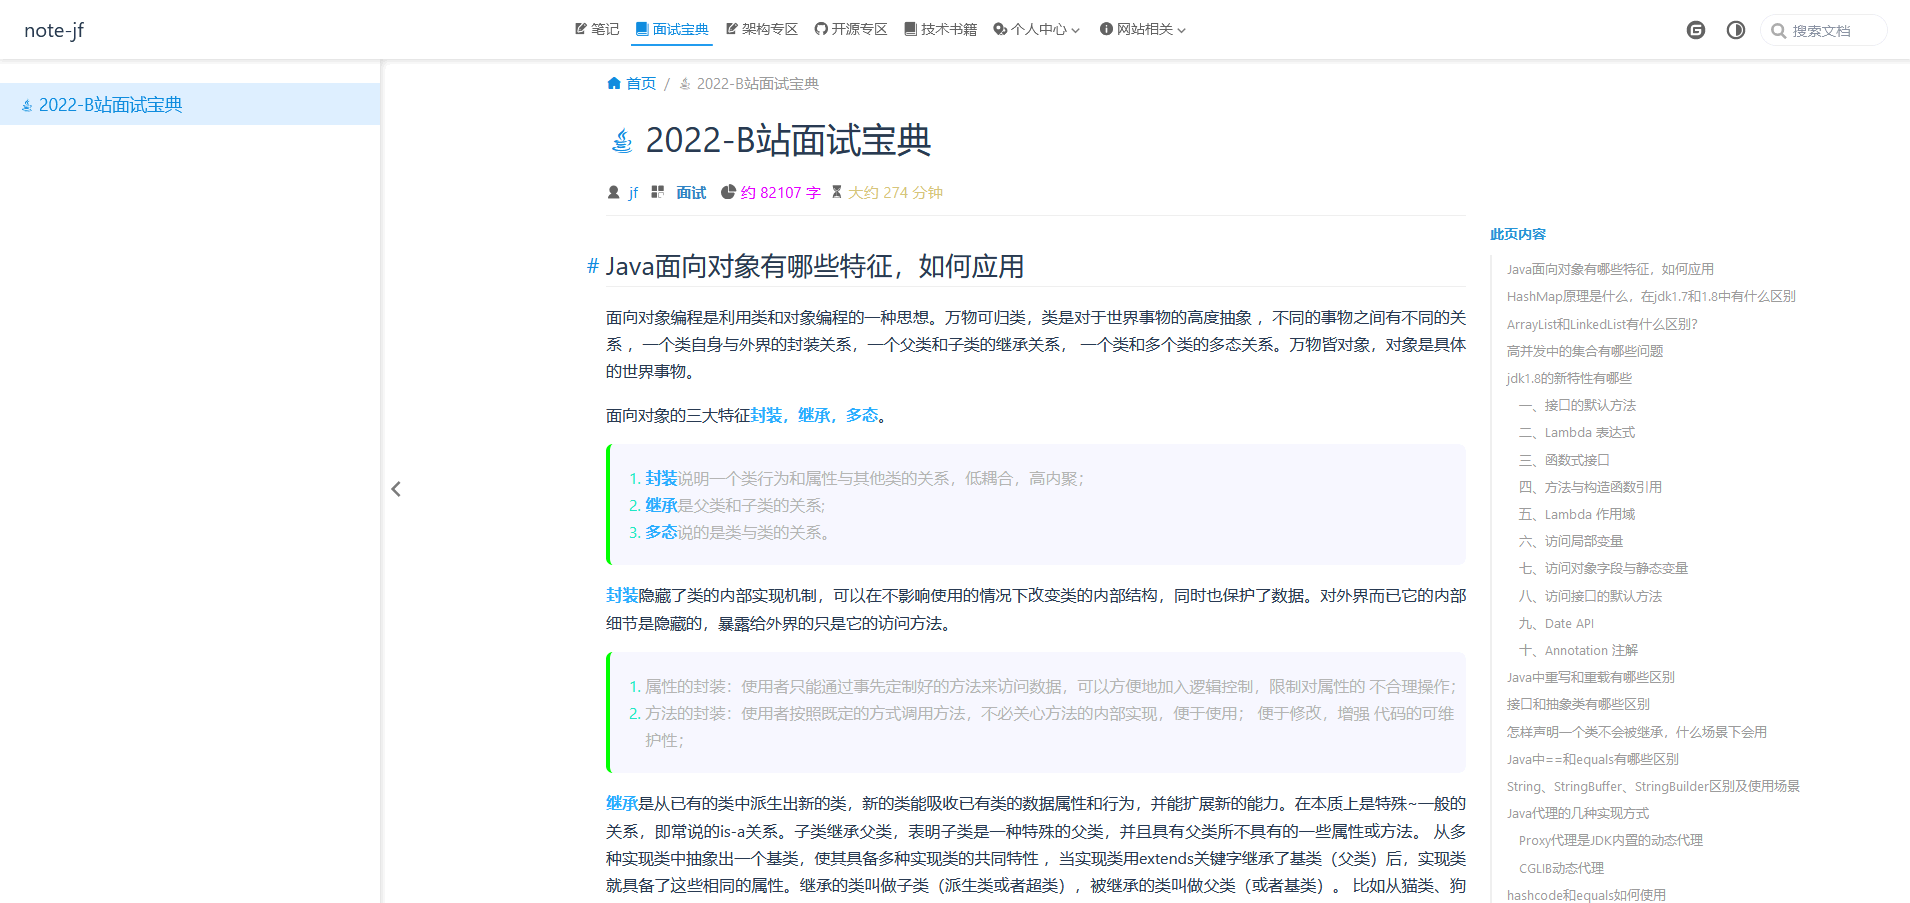 note-jf
笔记 面试宝典 架构专区 开源专区 技术书籍 个人中心 网站相关
搜索文档
2022-B站面试宝典
首页 / 2022-B站面试宝典
2022-B站面试宝典
jf 面试 约 82107 字 大约 274 分钟
# Java面向对象有哪些特征，如何应用
面向对象编程是利用类和对象编程的一种思想。万物可归类，类是对于世界事物的高度抽象 ，不同的事物之间有不同的关
系 ，一个类自身与外界的封装关系，一个父类和子类的继承关系， 一个类和多个类的多态关系。万物皆对象，对象是具体
的世界事物。
面向对象的三大特征封装，继承，多态。
1. 封装说明一个类行为和属性与其他类的关系，低耦合，高内聚；
2. 继承是父类和子类的关系;
3. 多态说的是类与类的关系。
封装隐藏了类的内部实现机制，可以在不影响使用的情况下改变类的内部结构，同时也保护了数据。对外界而已它的内部
细节是隐藏的，暴露给外界的只是它的访问方法。
1. 属性的封装：使用者只能通过事先定制好的方法来访问数据，可以方便地加入逻辑控制，限制对属性的 不合理操作；
2. 方法的封装：使用者按照既定的方式调用方法，不必关心方法的内部实现，便于使用； 便于修改，增强 代码的可维
护性；
继承是从已有的类中派生出新的类，新的类能吸收已有类的数据属性和行为，并能扩展新的能力。在本质上是特殊~一般的
关系，即常说的is-a关系。子类继承父类，表明子类是一种特殊的父类，并且具有父类所不具有的一些属性或方法。 从多
种实现类中抽象出一个基类，使其具备多种实现类的共同特性 ，当实现类用extends关键字继承了基类（父类）后，实现类
就具备了这些相同的属性。继承的类叫做子类（派生类或者超类），被继承的类叫做父类（或者基类）。 比如从猫类、狗
此页内容
Java面向对象有哪些特征，如何应用
HashMap原理是什么，在jdk1.7和1.8中有什么区别
ArrayList和LinkedList有什么区别？
高并发中的集合有哪些问题
jdk1.8的新特性有哪些
一、接口的默认方法
二、Lambda 表达式
三、函数式接口
四、方法与构造函数引用
五、Lambda 作用域
六、访问局部变量
七、访问对象字段与静态变量
八、访问接口的默认方法
九、Date API
十、Annotation 注解
Java中重写和重载有哪些区别
接口和抽象类有哪些区别
怎样声明一个类不会被继承，什么场景下会用
Java中==和equals有哪些区别
String、StringBuffer、StringBuilder区别及使用场景
Java代理的几种实现方式
Proxy代理是JDK内置的动态代理
CGLIB动态代理
hashcode和equals如何使用